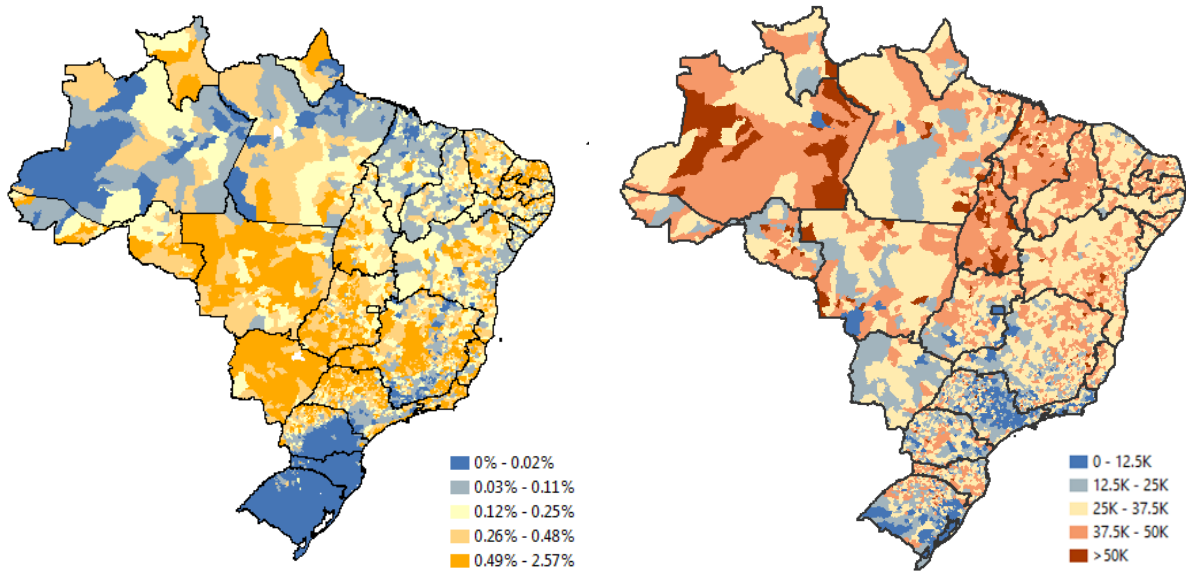 0% - 0.02%
0.03% - 0.11%
0.12% - 0.25%
0.26% - 0.48%
0.49% - 2.57%
0 - 12.5K
12.5K - 25K
25K - 37.5K
37.5K - 50K
>50K